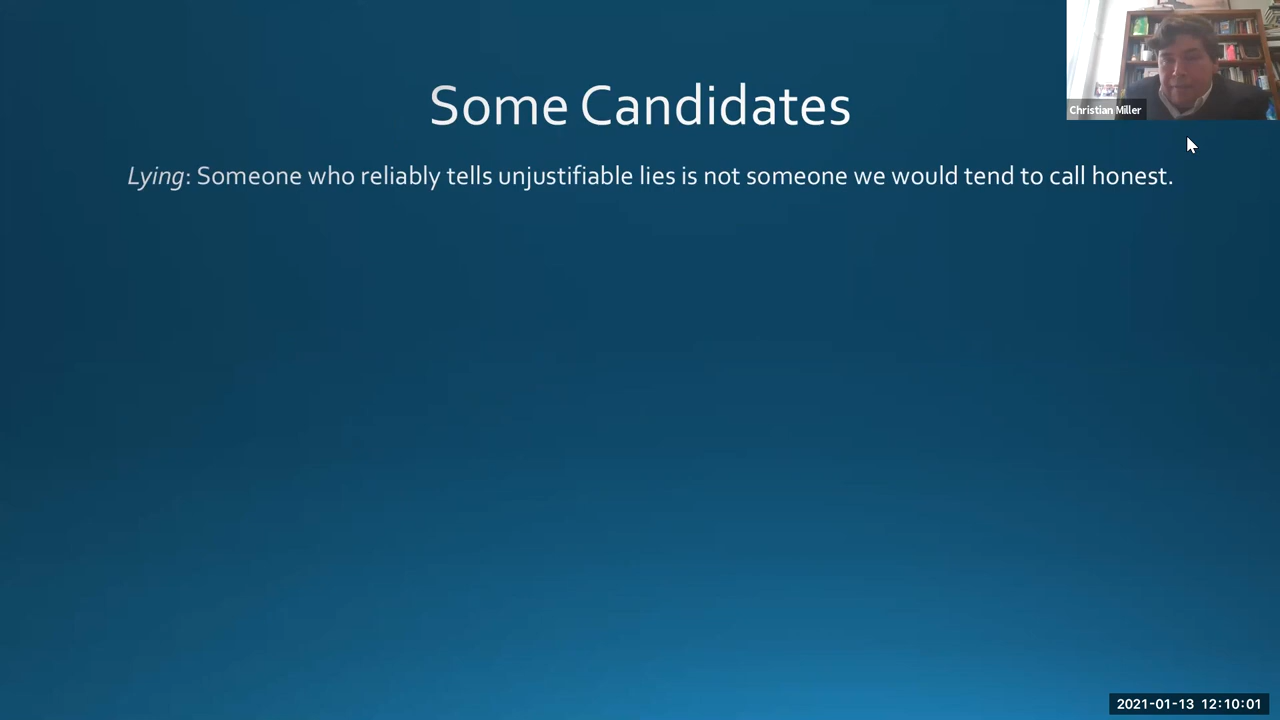 Some Candidates
Christian Miller
Lying: Someone who reliably tells unjustifiable lies is not someone we would tend to call honest.
2021-01-13 12:10:01